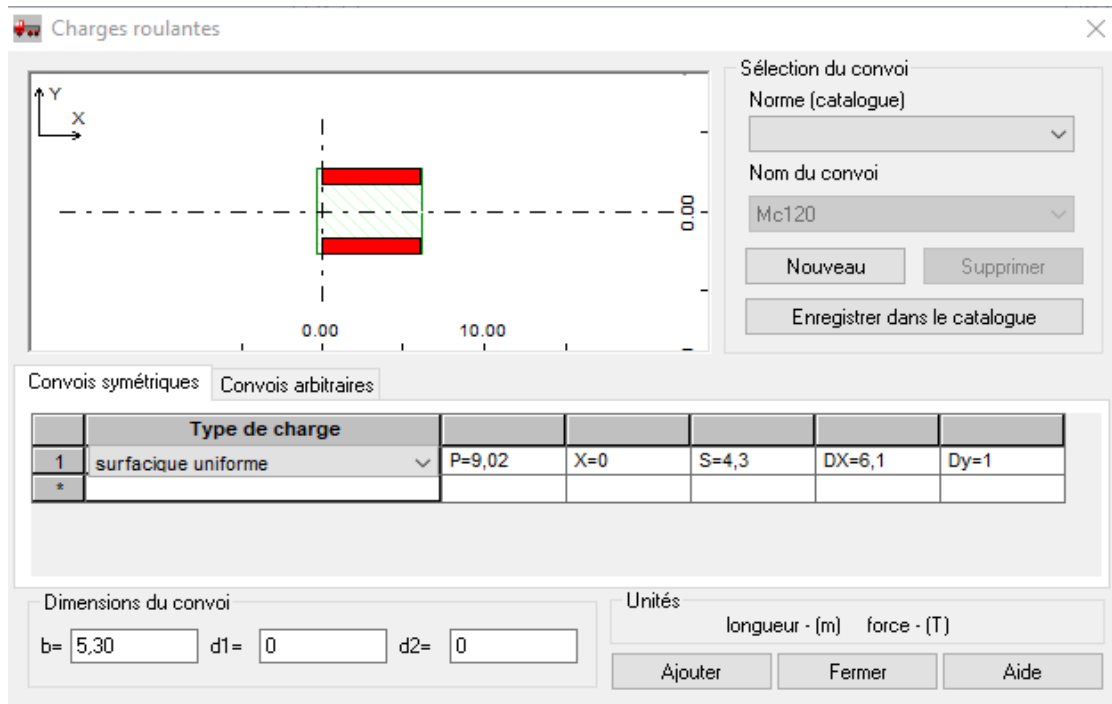 Charges roulantes
Y
X
0.00
0.00 10.00
Sélection du convoi
Norme (catalogue)
Nom du convoi
Mc120
Nouveau Supprimer
Enregistrer dans le catalogue
Convois symétriques Convois arbitraires
Type de charge
1 surfacique uniforme P=9,02 X=0 S=4,3 DX=6,1 Dy=1
*
Dimensions du convoi
b= 5,30 d1= 0 d2= 0
Unités
longueur - (m) force - (T)
Ajouter Fermer Aide